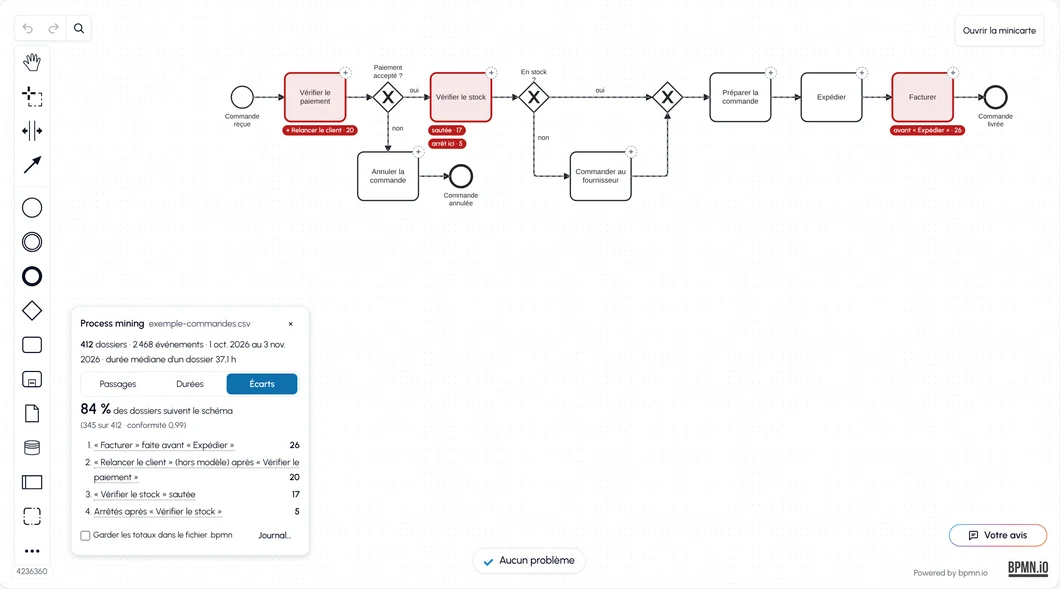 Ouvrir la minicarte
Paiement
accepté ?
En stock
?
Vérifier le
paiement
oui
Vérifier le stock
oui
Préparer la
commande
Expédier
Facturer
Commande
reçue
+ Relancer le client · 20
non
sautée · 17
arrêt ici · 5
non
avant « Expédier » · 26
Commande
livrée
Annuler la
commande
Commande
annulée
Commander au
fournisseur
Process mining exemple-commandes.csv ×
412 dossiers · 2 468 événements · 1 oct. 2026 au 3 nov.
2026 · durée médiane d'un dossier 37,1 h
Passages Durées Écarts
84 % des dossiers suivent le schéma
(345 sur 412 · conformité 0,99)
1. « Facturer » faite avant « Expédier » 26
2. « Relancer le client » (hors modèle) après « Vérifier le
paiement » 20
3. « Vérifier le stock » sautée 17
4. Arrêtés après « Vérifier le stock » 5
Garder les totaux dans le fichier .bpmn Journal…
Votre avis
Aucun problème
4236360
Powered by bpmn.io
BPMN.iO